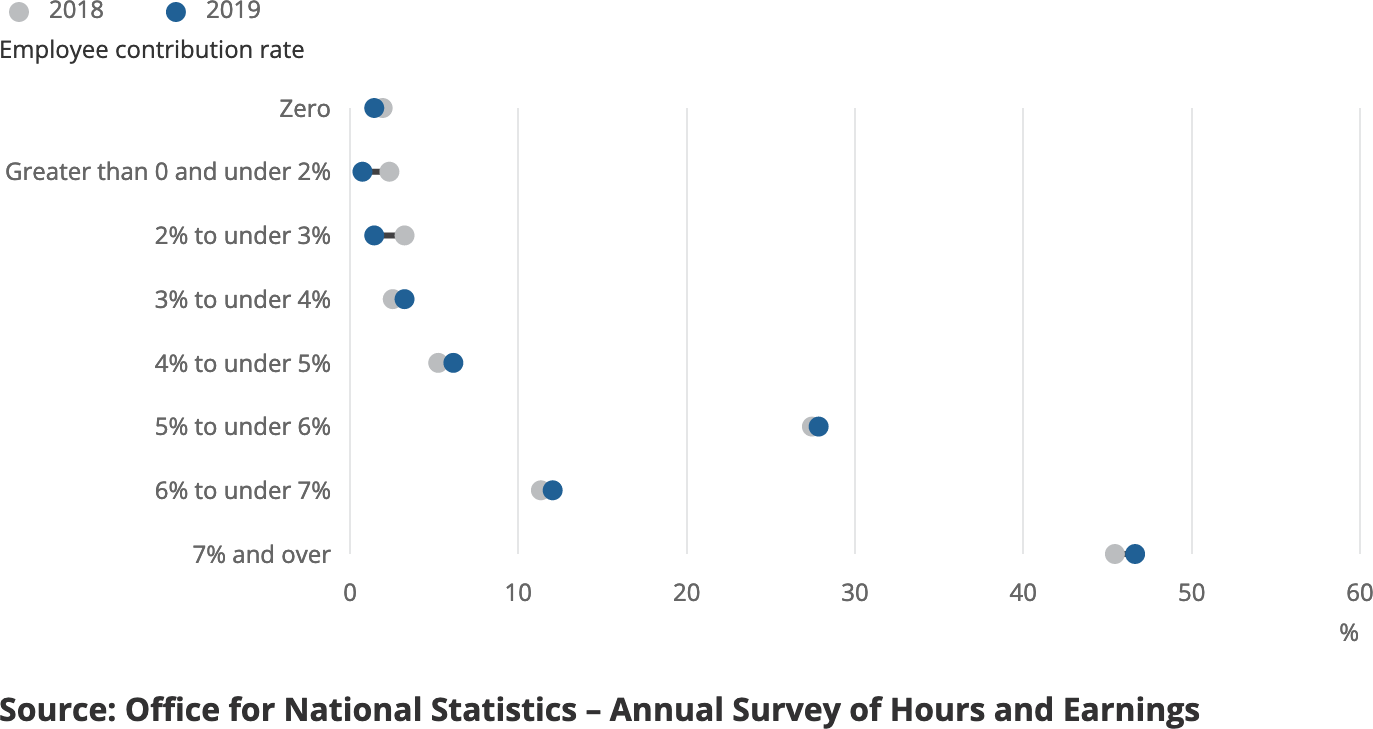 2018 2019
Employee contribution rate
Zero
Greater than 0 and under 2%
2% to under 3%
3% to under 4%
4% to under 5%
5% to under 6%
6% to under 7%
7% and over
0 10 20 30 40 50 60
%
Source: Office for National Statistics – Annual Survey of Hours and Earnings